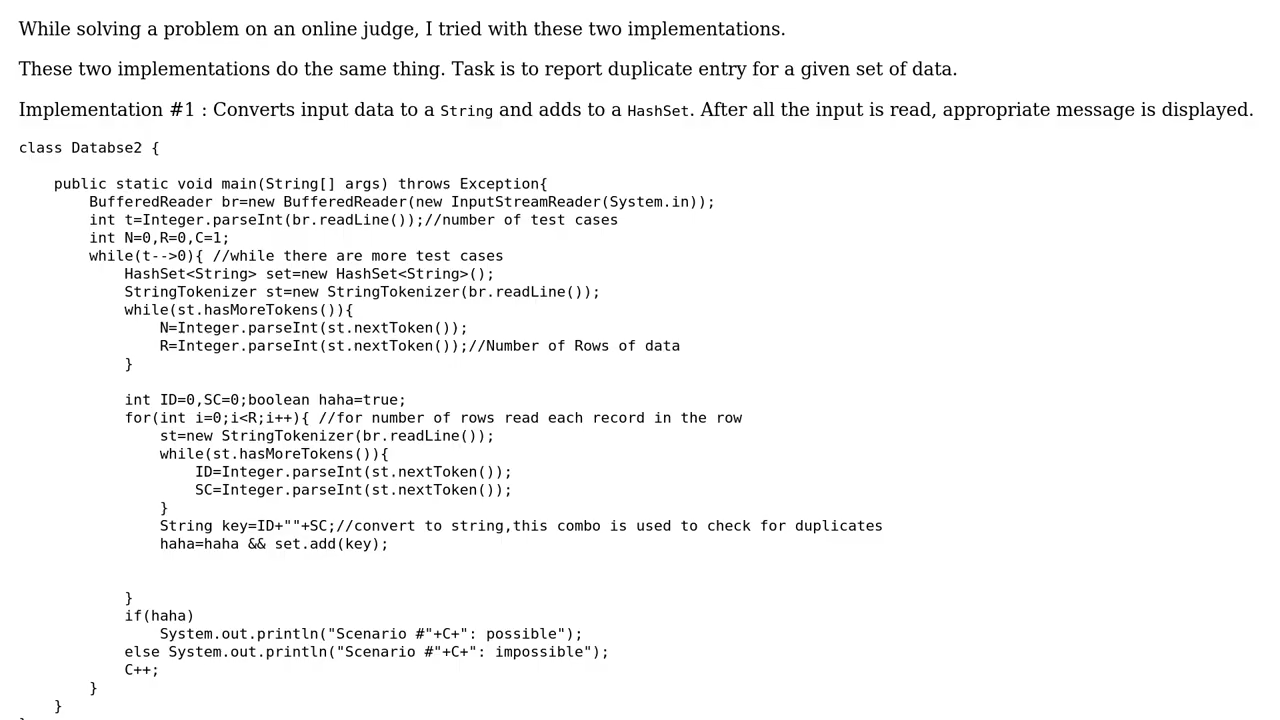 While solving a problem on an online judge, I tried with these two implementations.
These two implementations do the same thing. Task is to report duplicate entry for a given set of data.
Implementation #1 : Converts input data to a String and adds to a HashSet. After all the input is read, appropriate message is displayed.
class Databse2 {
    public static void main(String[] args) throws Exception{
        BufferedReader br=new BufferedReader(new InputStreamReader(System.in));
        int t=Integer.parseInt(br.readLine());//number of test cases
        int N=0,R=0,C=1;
        while(t-->0){ //while there are more test cases
            HashSet<String> set=new HashSet<String>();
            StringTokenizer st=new StringTokenizer(br.readLine());
            while(st.hasMoreTokens()){
                N=Integer.parseInt(st.nextToken());
                R=Integer.parseInt(st.nextToken());//Number of Rows of data
            }
            int ID=0,SC=0;boolean haha=true;
            for(int i=0;i<R;i++){ //for number of rows read each record in the row
                st=new StringTokenizer(br.readLine());
                while(st.hasMoreTokens()){
                    ID=Integer.parseInt(st.nextToken());
                    SC=Integer.parseInt(st.nextToken());
                }
                String key=ID+""+SC;//convert to string,this combo is used to check for duplicates
                haha=haha && set.add(key);
            }
            if(haha)
                System.out.println("Scenario #"+C+": possible");
            else System.out.println("Scenario #"+C+": impossible");
            C++;
        }
    }